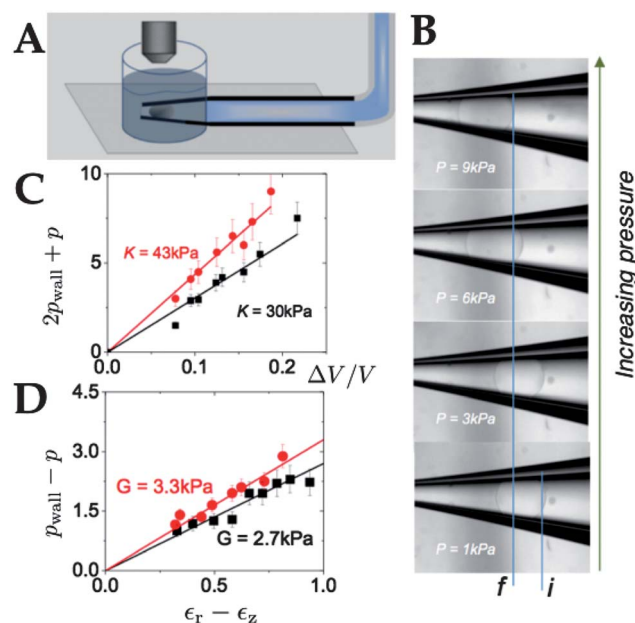 A
B
P = 9kPa
P = 6kPa
P = 3kPa
P = 1kPa
f
i
Increasing pressure
C
2p_wall + p
10
5
0
K = 43kPa
K = 30kPa
0.0
0.1
0.2
ΔV/V
D
p_wall − p
4.5
3.0
1.5
0.0
G = 3.3kPa
G = 2.7kPa
0.0
0.5
1.0
ϵ_r − ϵ_z